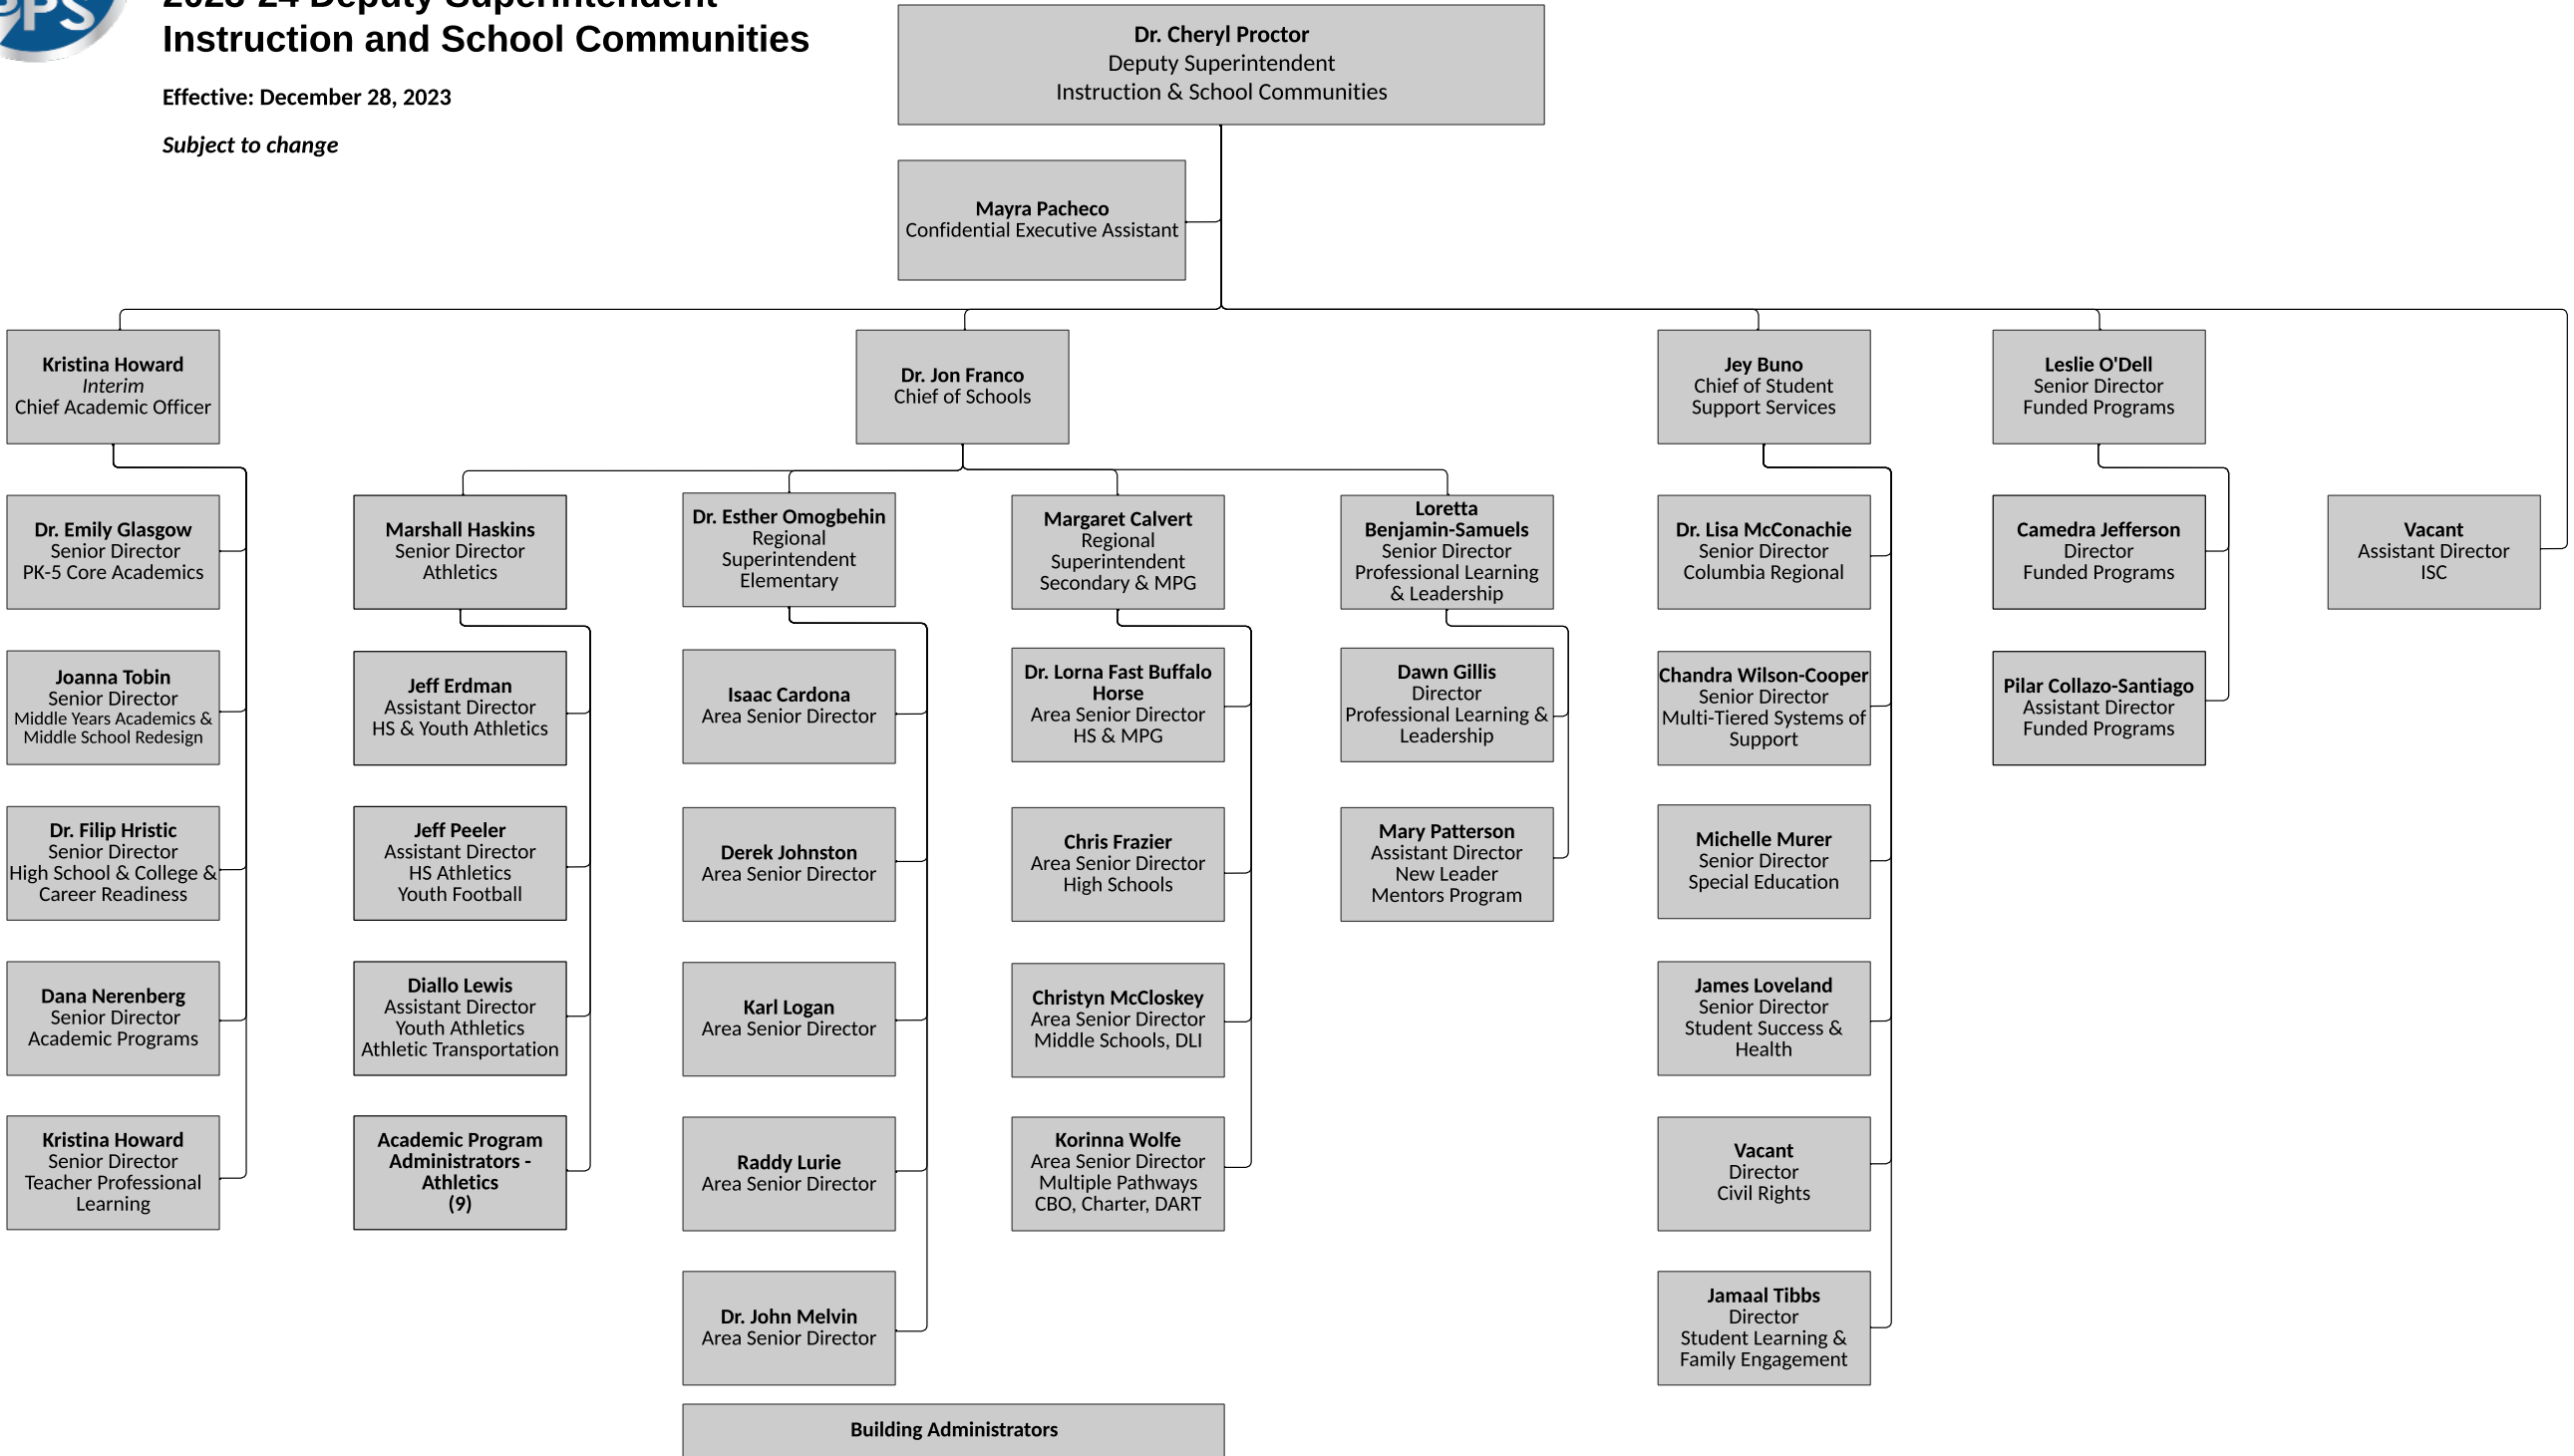 PPS
2023-24 Deputy Superintendent
Instruction and School Communities
Effective: December 28, 2023
Subject to change
Dr. Cheryl Proctor
Deputy Superintendent
Instruction & School Communities
Mayra Pacheco
Confidential Executive Assistant
Kristina Howard
Interim
Chief Academic Officer
Dr. Jon Franco
Chief of Schools
Jey Buno
Chief of Student
Support Services
Leslie O'Dell
Senior Director
Funded Programs
Dr. Emily Glasgow
Senior Director
PK-5 Core Academics
Marshall Haskins
Senior Director
Athletics
Dr. Esther Omogbehin
Regional
Superintendent
Elementary
Margaret Calvert
Regional
Superintendent
Secondary & MPG
Loretta
Benjamin-Samuels
Senior Director
Professional Learning
& Leadership
Dr. Lisa McConachie
Senior Director
Columbia Regional
Camedra Jefferson
Director
Funded Programs
Vacant
Assistant Director
ISC
Joanna Tobin
Senior Director
Middle Years Academics &
Middle School Redesign
Jeff Erdman
Assistant Director
HS & Youth Athletics
Isaac Cardona
Area Senior Director
Dr. Lorna Fast Buffalo
Horse
Area Senior Director
HS & MPG
Dawn Gillis
Director
Professional Learning &
Leadership
Chandra Wilson-Cooper
Senior Director
Multi-Tiered Systems of
Support
Pilar Collazo-Santiago
Assistant Director
Funded Programs
Dr. Filip Hristic
Senior Director
High School & College &
Career Readiness
Jeff Peeler
Assistant Director
HS Athletics
Youth Football
Derek Johnston
Area Senior Director
Chris Frazier
Area Senior Director
High Schools
Mary Patterson
Assistant Director
New Leader
Mentors Program
Michelle Murer
Senior Director
Special Education
Dana Nerenberg
Senior Director
Academic Programs
Diallo Lewis
Assistant Director
Youth Athletics
Athletic Transportation
Karl Logan
Area Senior Director
Christyn McCloskey
Area Senior Director
Middle Schools, DLI
James Loveland
Senior Director
Student Success &
Health
Kristina Howard
Senior Director
Teacher Professional
Learning
Academic Program
Administrators -
Athletics
(9)
Raddy Lurie
Area Senior Director
Korinna Wolfe
Area Senior Director
Multiple Pathways
CBO, Charter, DART
Vacant
Director
Civil Rights
Dr. John Melvin
Area Senior Director
Jamaal Tibbs
Director
Student Learning &
Family Engagement
Building Administrators